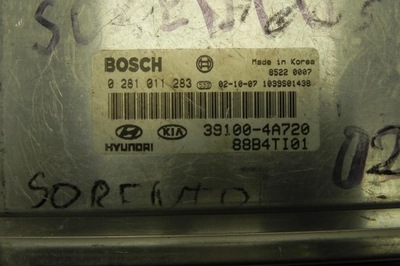 BOSCH
Made in Korea
8522 0007
0 281 011 283 02-10-07 1039S01438
HYUNDAI KIA 39100-4A720
88B4TI01
02
SORENTO